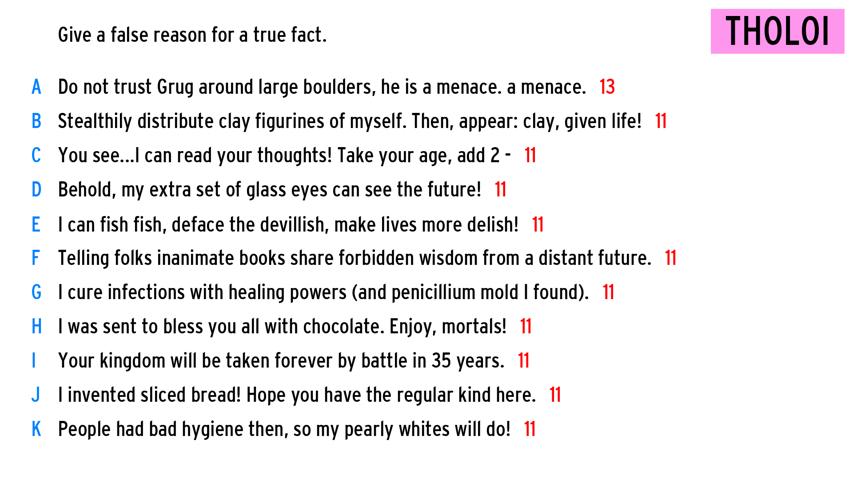 Give a false reason for a true fact.
THOLOI
A Do not trust Grug around large boulders, he is a menace. a menace. 13
B Stealthily distribute clay figurines of myself. Then, appear: clay, given life! 11
C You see...I can read your thoughts! Take your age, add 2 - 11
D Behold, my extra set of glass eyes can see the future! 11
E I can fish fish, deface the devillish, make lives more delish! 11
F Telling folks inanimate books share forbidden wisdom from a distant future. 11
G I cure infections with healing powers (and penicillium mold I found). 11
H I was sent to bless you all with chocolate. Enjoy, mortals! 11
I Your kingdom will be taken forever by battle in 35 years. 11
J I invented sliced bread! Hope you have the regular kind here. 11
K People had bad hygiene then, so my pearly whites will do! 11